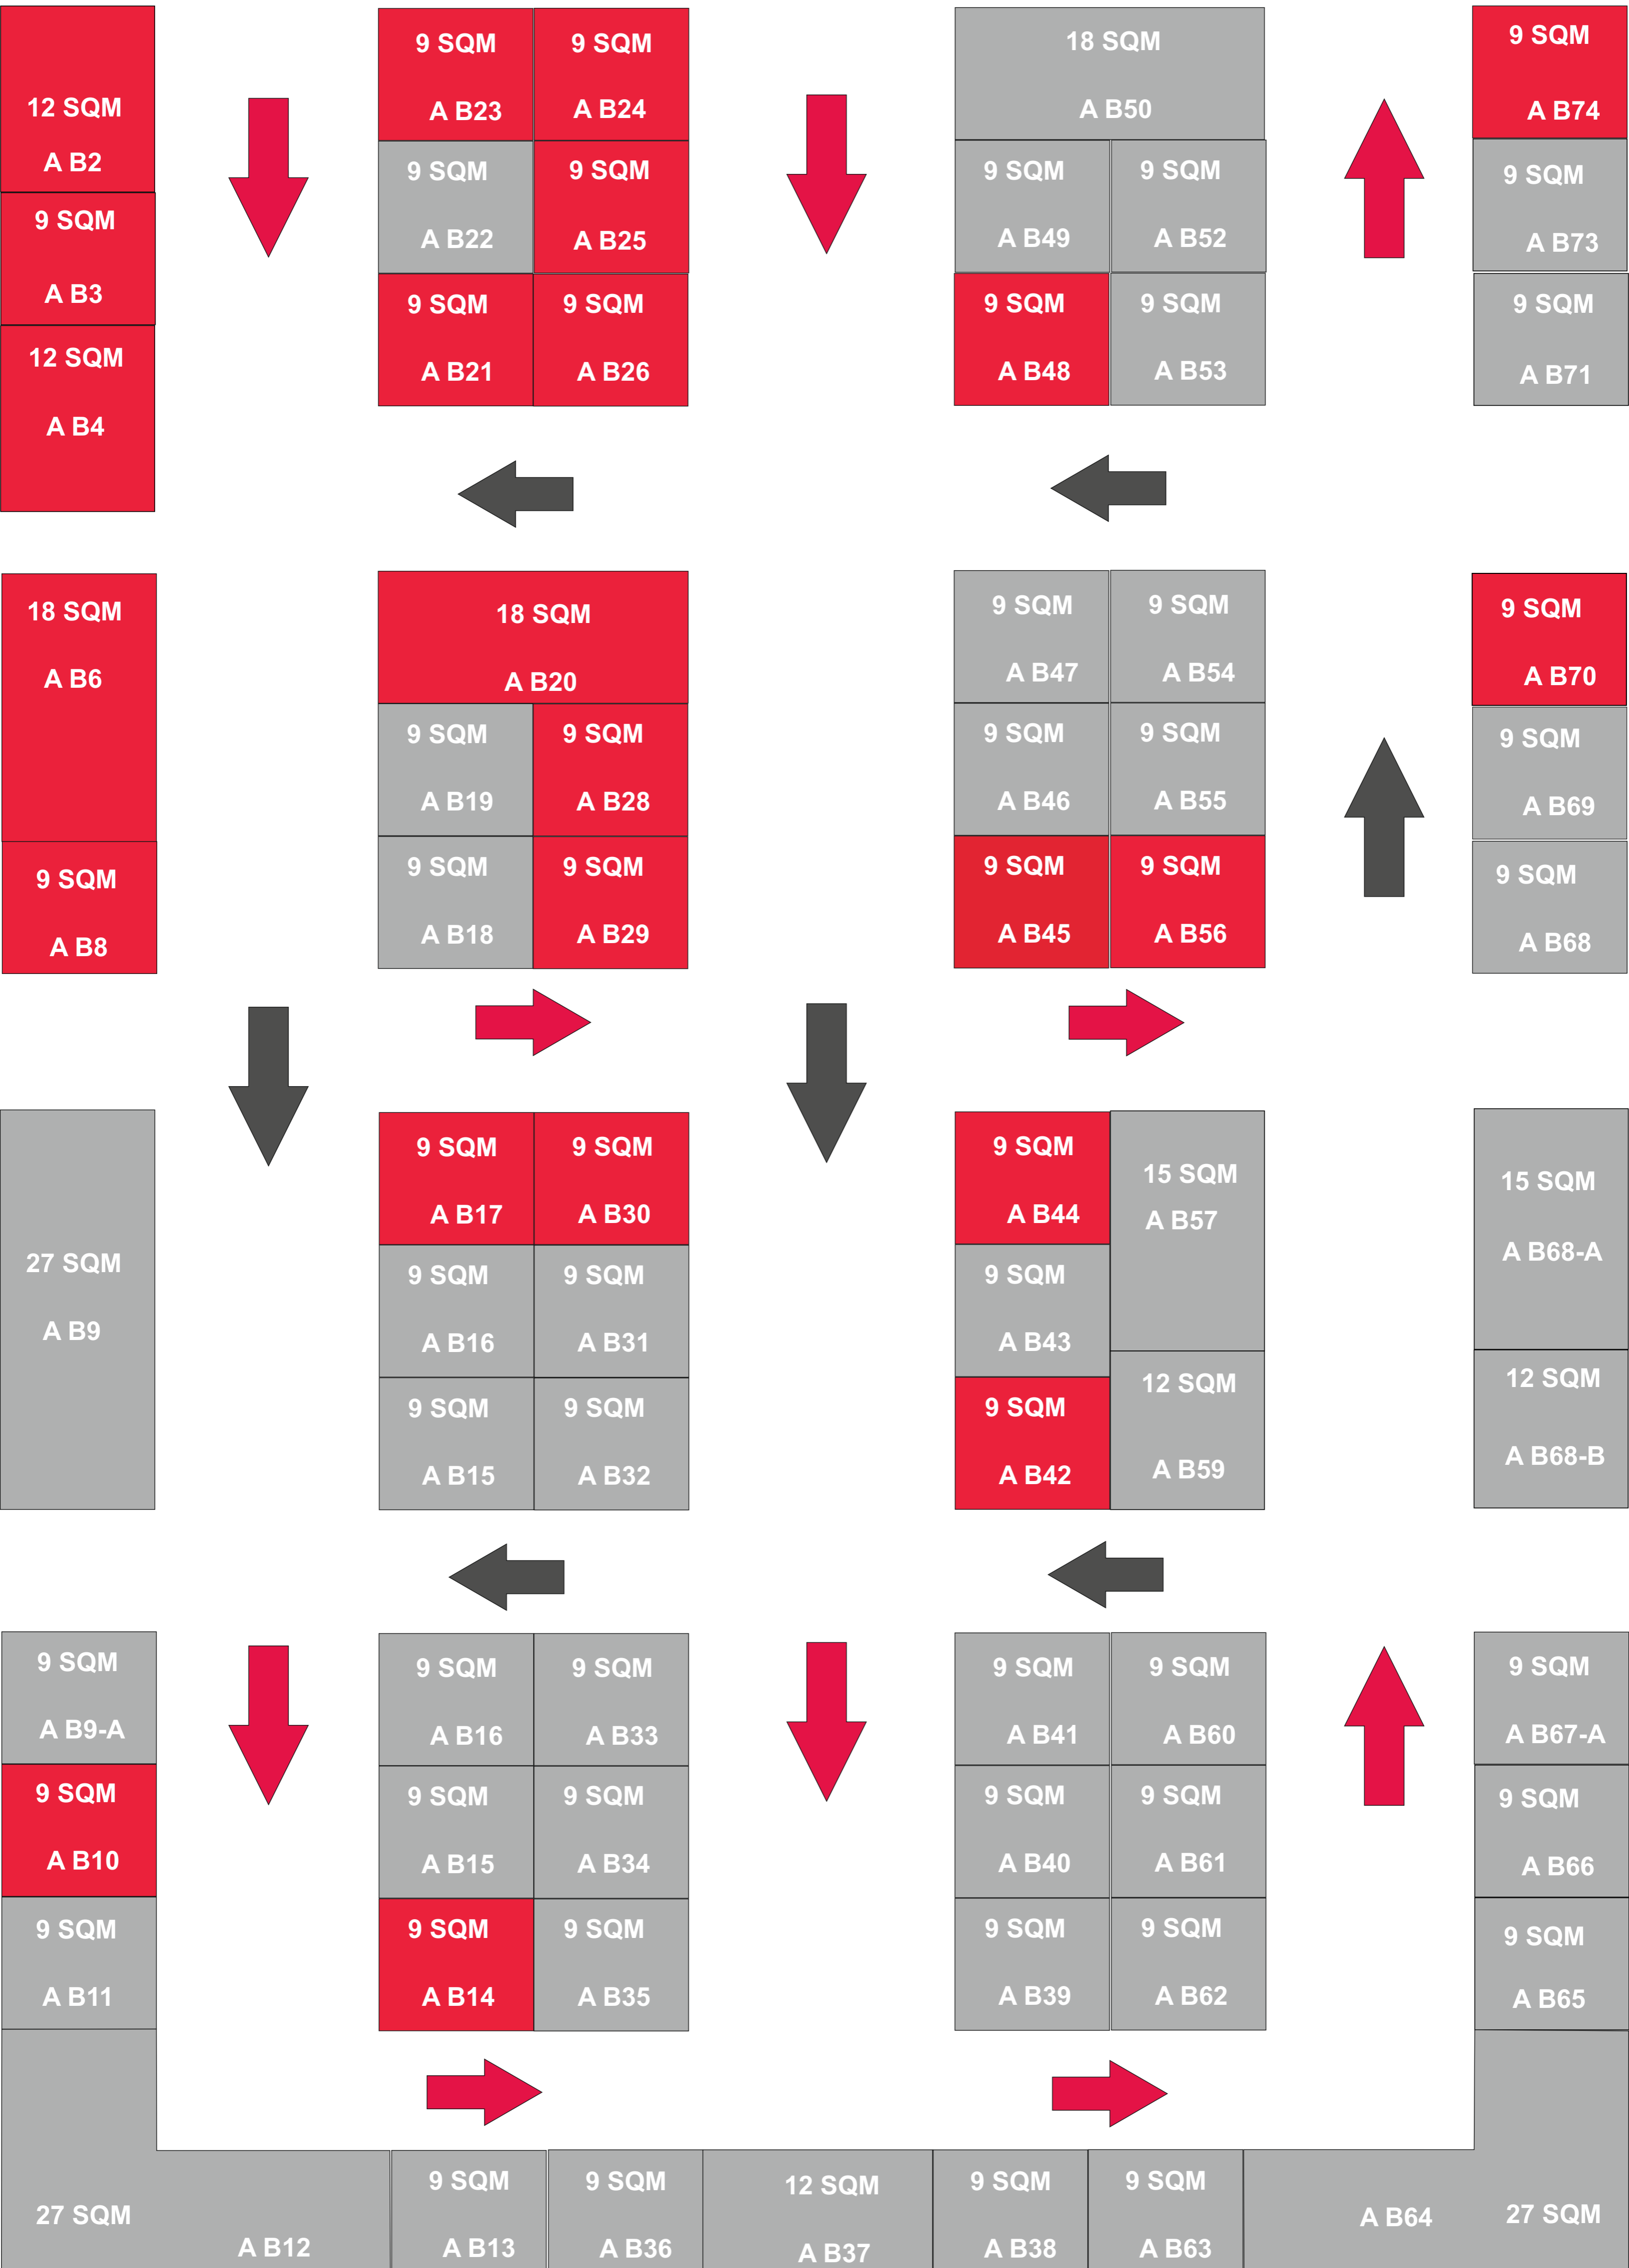 12 SQM
A B2
9 SQM
A B3
12 SQM
A B4
9 SQM
A B23
9 SQM
A B24
9 SQM
A B22
9 SQM
A B25
9 SQM
A B21
9 SQM
A B26
18 SQM
A B50
9 SQM
A B49
9 SQM
A B52
9 SQM
A B48
9 SQM
A B53
9 SQM
A B74
9 SQM
A B73
9 SQM
A B71
18 SQM
A B6
9 SQM
A B8
18 SQM
A B20
9 SQM
A B19
9 SQM
A B28
9 SQM
A B18
9 SQM
A B29
9 SQM
A B47
9 SQM
A B54
9 SQM
A B46
9 SQM
A B55
9 SQM
A B45
9 SQM
A B56
9 SQM
A B70
9 SQM
A B69
9 SQM
A B68
27 SQM
A B9
9 SQM
A B17
9 SQM
A B30
9 SQM
A B16
9 SQM
A B31
9 SQM
A B15
9 SQM
A B32
9 SQM
A B44
15 SQM
A B57
9 SQM
A B43
9 SQM
A B42
12 SQM
A B59
15 SQM
A B68-A
12 SQM
A B68-B
9 SQM
A B9-A
9 SQM
A B10
9 SQM
A B11
9 SQM
A B16
9 SQM
A B33
9 SQM
A B15
9 SQM
A B34
9 SQM
A B14
9 SQM
A B35
9 SQM
A B41
9 SQM
A B60
9 SQM
A B40
9 SQM
A B61
9 SQM
A B39
9 SQM
A B62
9 SQM
A B67-A
9 SQM
A B66
9 SQM
A B65
27 SQM
A B12
9 SQM
A B13
9 SQM
A B36
12 SQM
A B37
9 SQM
A B38
9 SQM
A B63
A B64
27 SQM